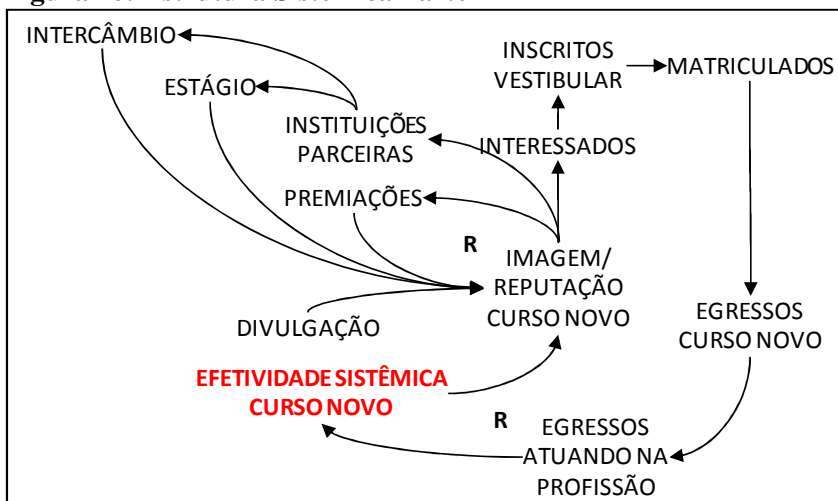 INTERCÂMBIO
ESTÁGIO
INSTITUIÇÕES
PARCEIRAS
PREMIAÇÕES
INSCRITOS
VESTIBULAR
MATRICULADOS
INTERESSADOS
R
IMAGEM/
REPUTAÇÃO
CURSO NOVO
DIVULGAÇÃO
EGRESSOS
CURSO NOVO
EFETIVIDADE SISTÊMICA
CURSO NOVO
R
EGRESSOS
ATUANDO NA
PROFISSÃO